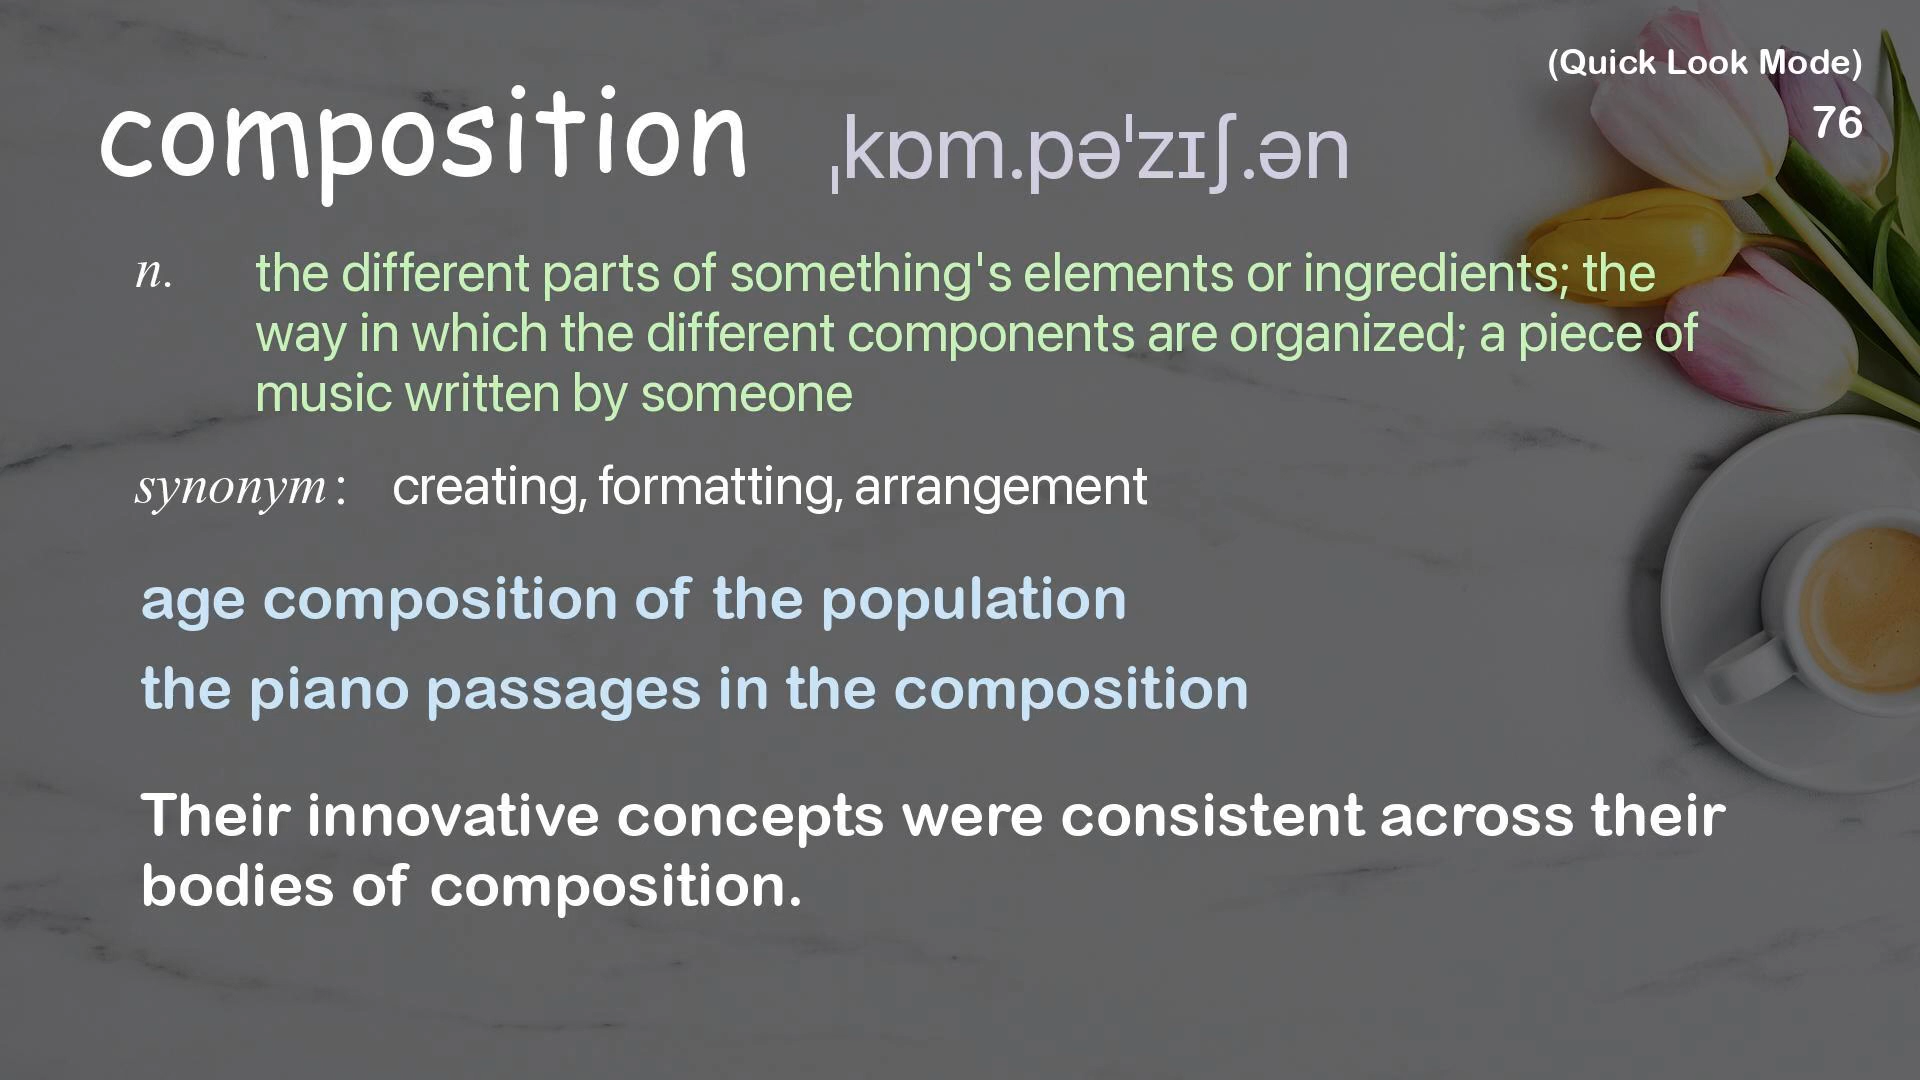 (Quick Look Mode)
76
composition ˌkɒm.pəˈzɪʃ.ən
n. the different parts of something's elements or ingredients; the
way in which the different components are organized; a piece of
music written by someone
synonym: creating, formatting, arrangement
age composition of the population
the piano passages in the composition
Their innovative concepts were consistent across their
bodies of composition.